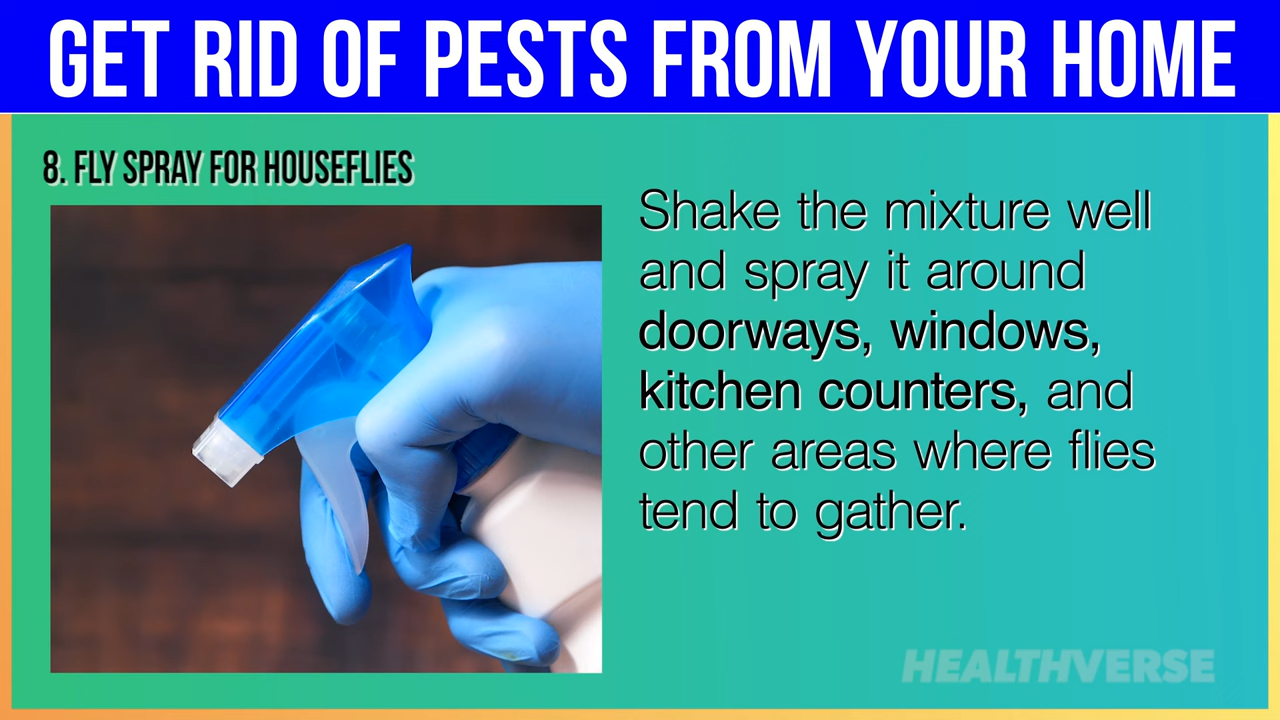 GET RID OF PESTS FROM YOUR HOME
8. FLY SPRAY FOR HOUSEFLIES
Shake the mixture well
and spray it around
doorways, windows,
kitchen counters, and
other areas where flies
tend to gather.
HEALTHVERSE